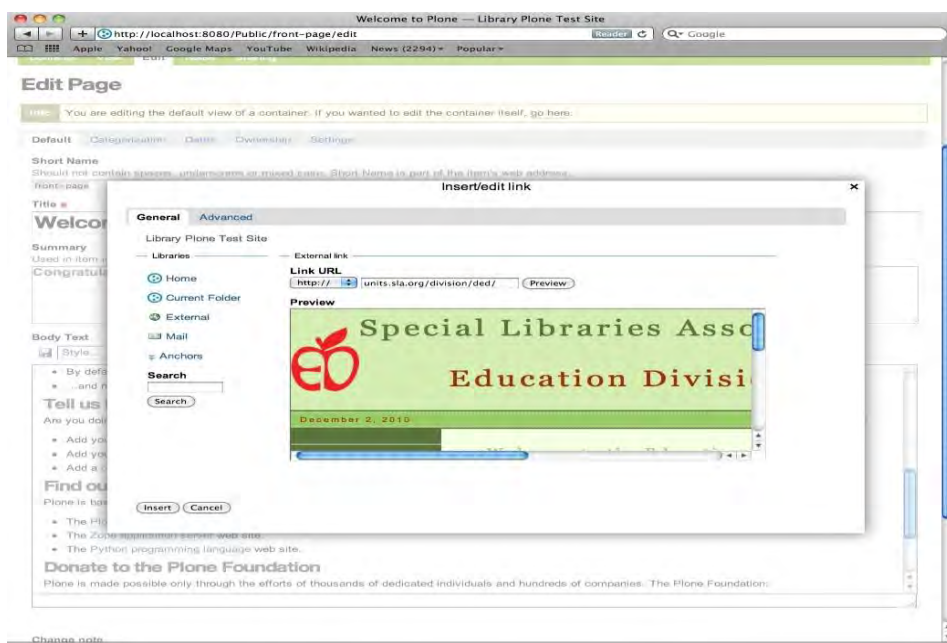 Welcome to Plone — Library Plone Test Site
http://localhost:8080/Public/front-page/edit
Reader
Google
Apple Yahoo! Google Maps YouTube Wikipedia News (2294) Popular
Edit
Edit Page
Info You are editing the default view of a container. If you wanted to edit the container itself, go here.
Default Categorization Dates Ownership Settings
Short Name
Should not contain spaces, underscores or mixed case. Short Name is part of the item's web address.
front-page
Insert/edit link
Title
Welcor
General Advanced
Library Plone Test Site
Summary
Used in item
Congratula
Libraries
External link
Home
Current Folder
External
Mail
Anchors
Search
Search
Link URL
http:// units.sla.org/division/ded/ Preview
Preview
Special Libraries Asso
ED
Education Divisi
December 2, 2010
Body Text
Style...
By defa
...and n
Tell us
Are you doi
Add you
Add you
Add a
Find ou
Plone is bas
Insert Cancel
The Plo
The Zope application server web site.
The Python programming language web site.
Donate to the Plone Foundation
Plone is made possible only through the efforts of thousands of dedicated individuals and hundreds of companies. The Plone Foundation:
Change note